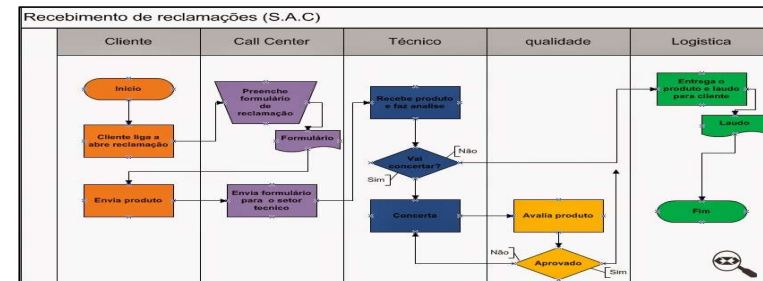 Recebimento de reclamações (S.A.C)
Cliente
Call Center
Técnico
qualidade
Logistica
Inicio
Cliente liga a
abre reclamação
Envia produto
Preenche
formulário
de
reclamação
Formulário
Envia formulário
para o setor
tecnico
Recebe produto
e faz analise
Vai
concertar?
Não
Sim
Concerta
Avalia produto
Aprovado
Não
Sim
Entrega o
produto e laudo
para cliente
Laudo
Fim